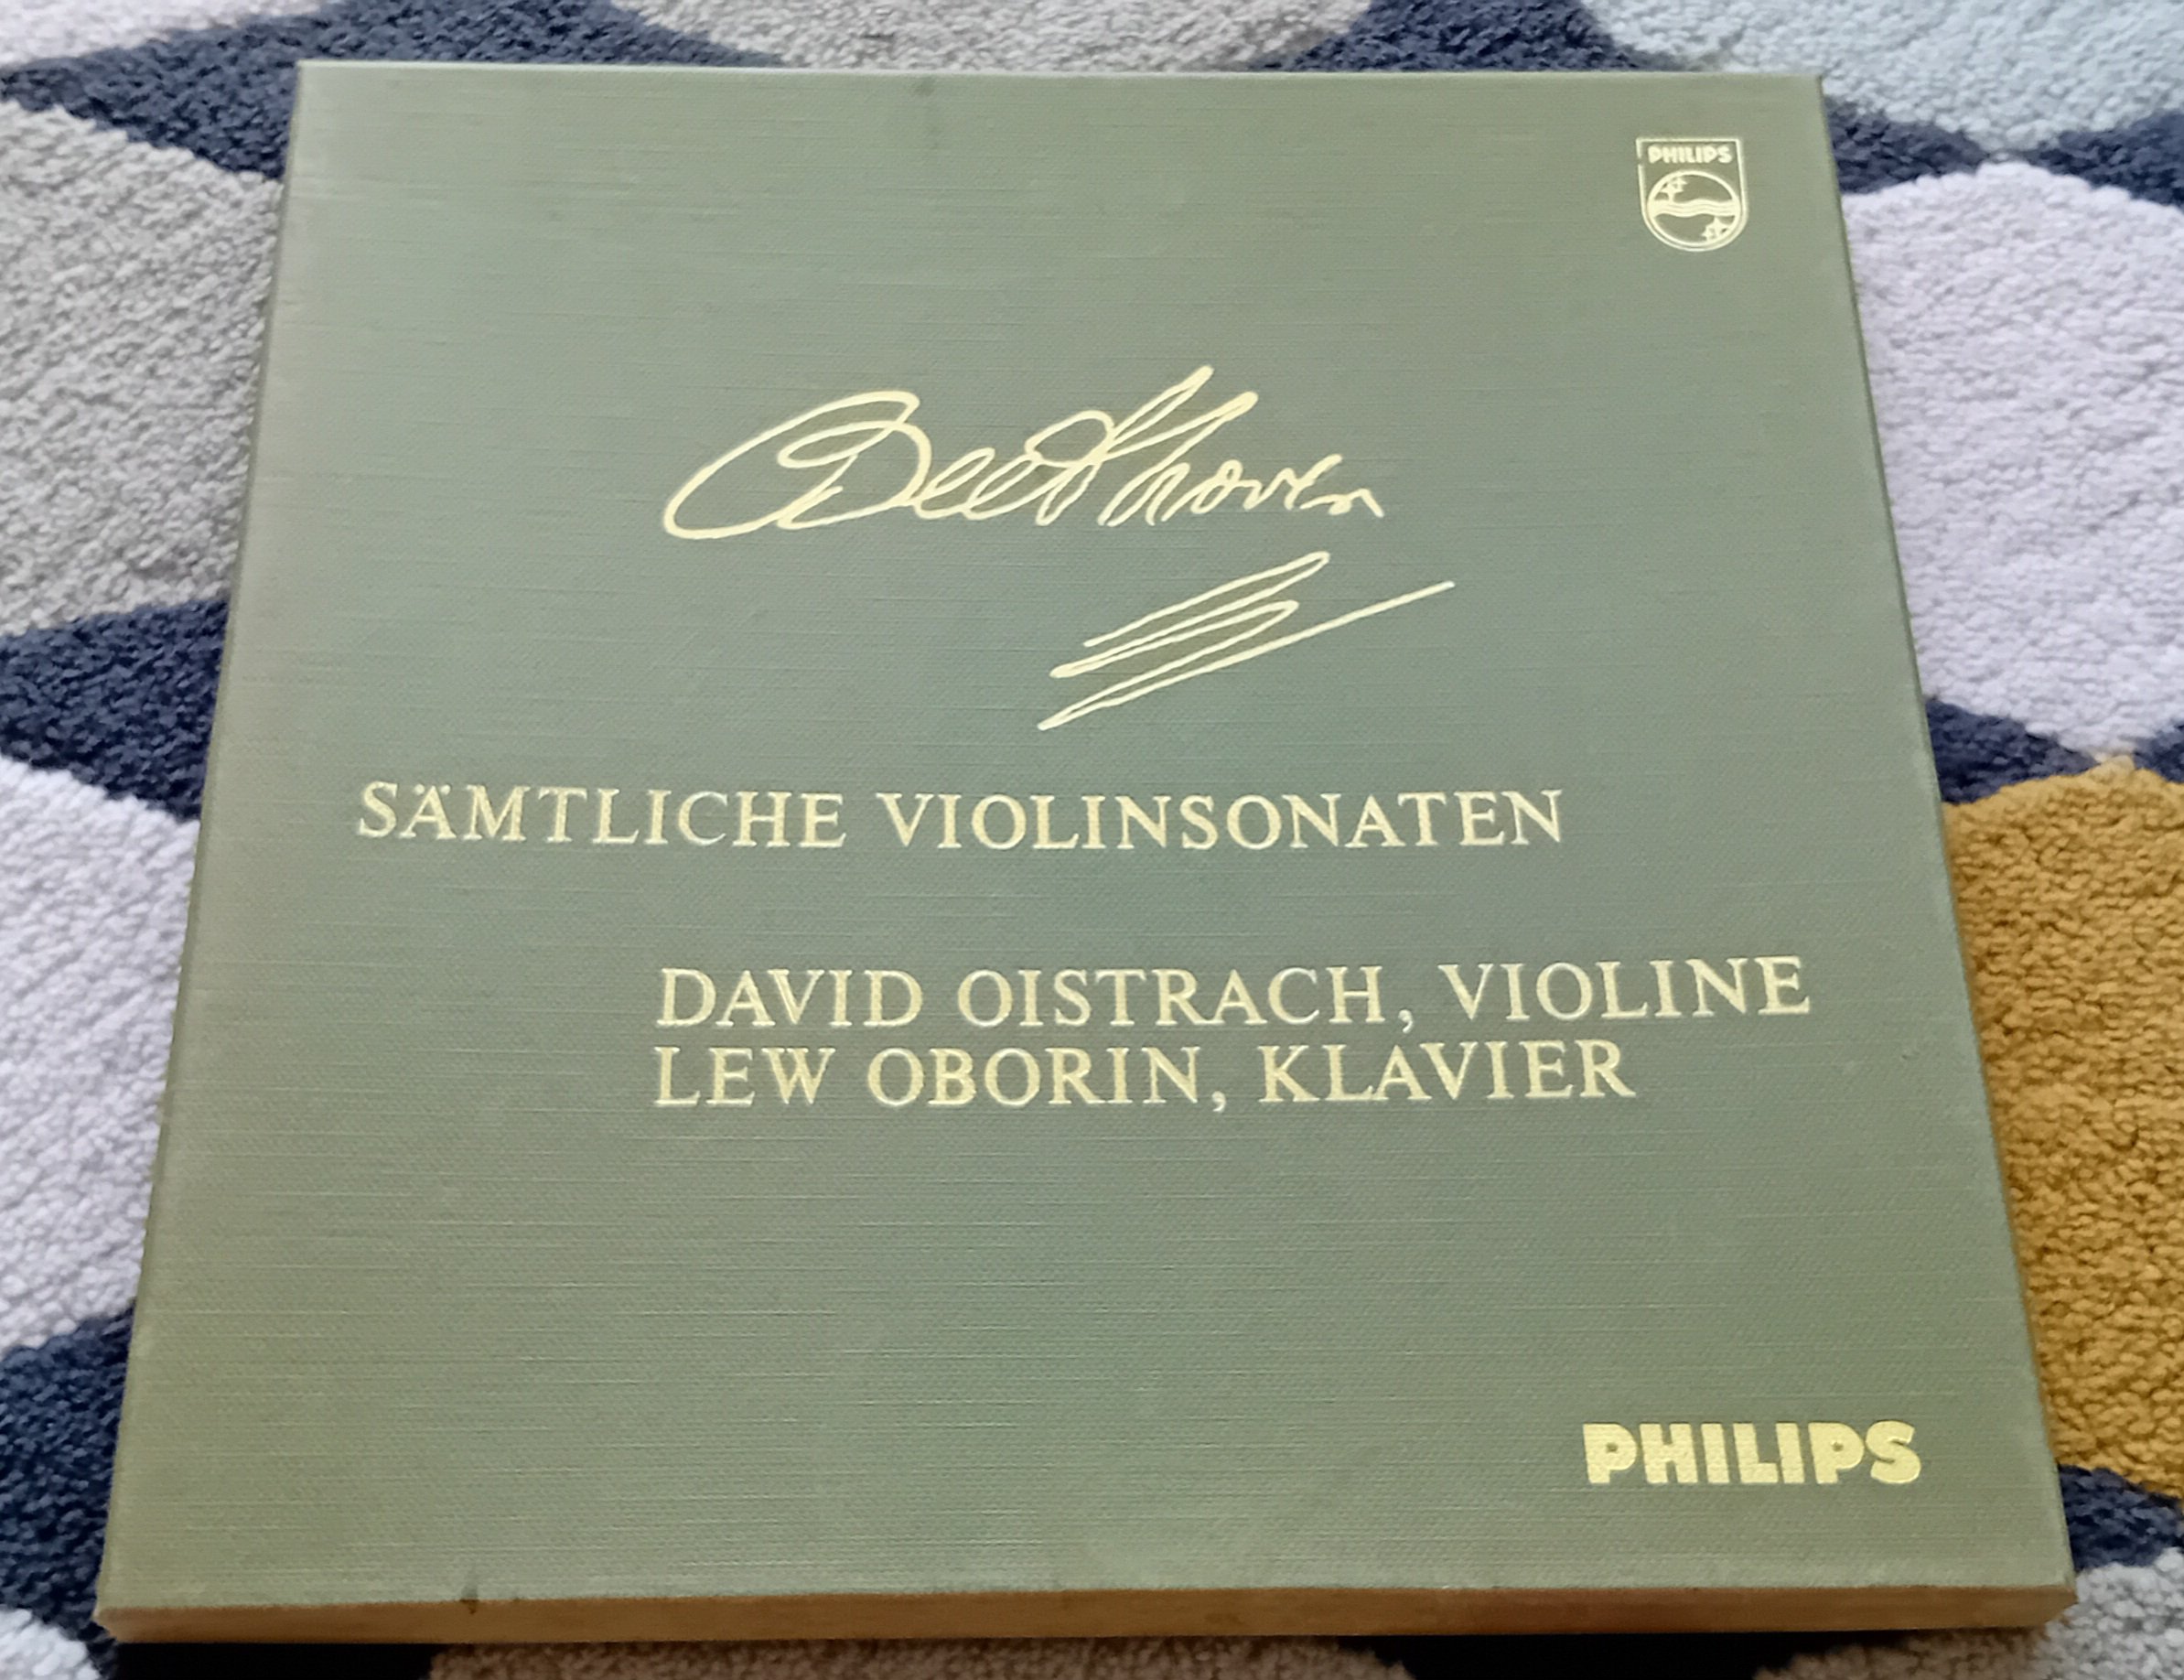 PHILIPS
Beethoven
SÄMTLICHE VIOLINSONATEN
DAVID OISTRACH, VIOLINE
LEW OBORIN, KLAVIER
PHILIPS